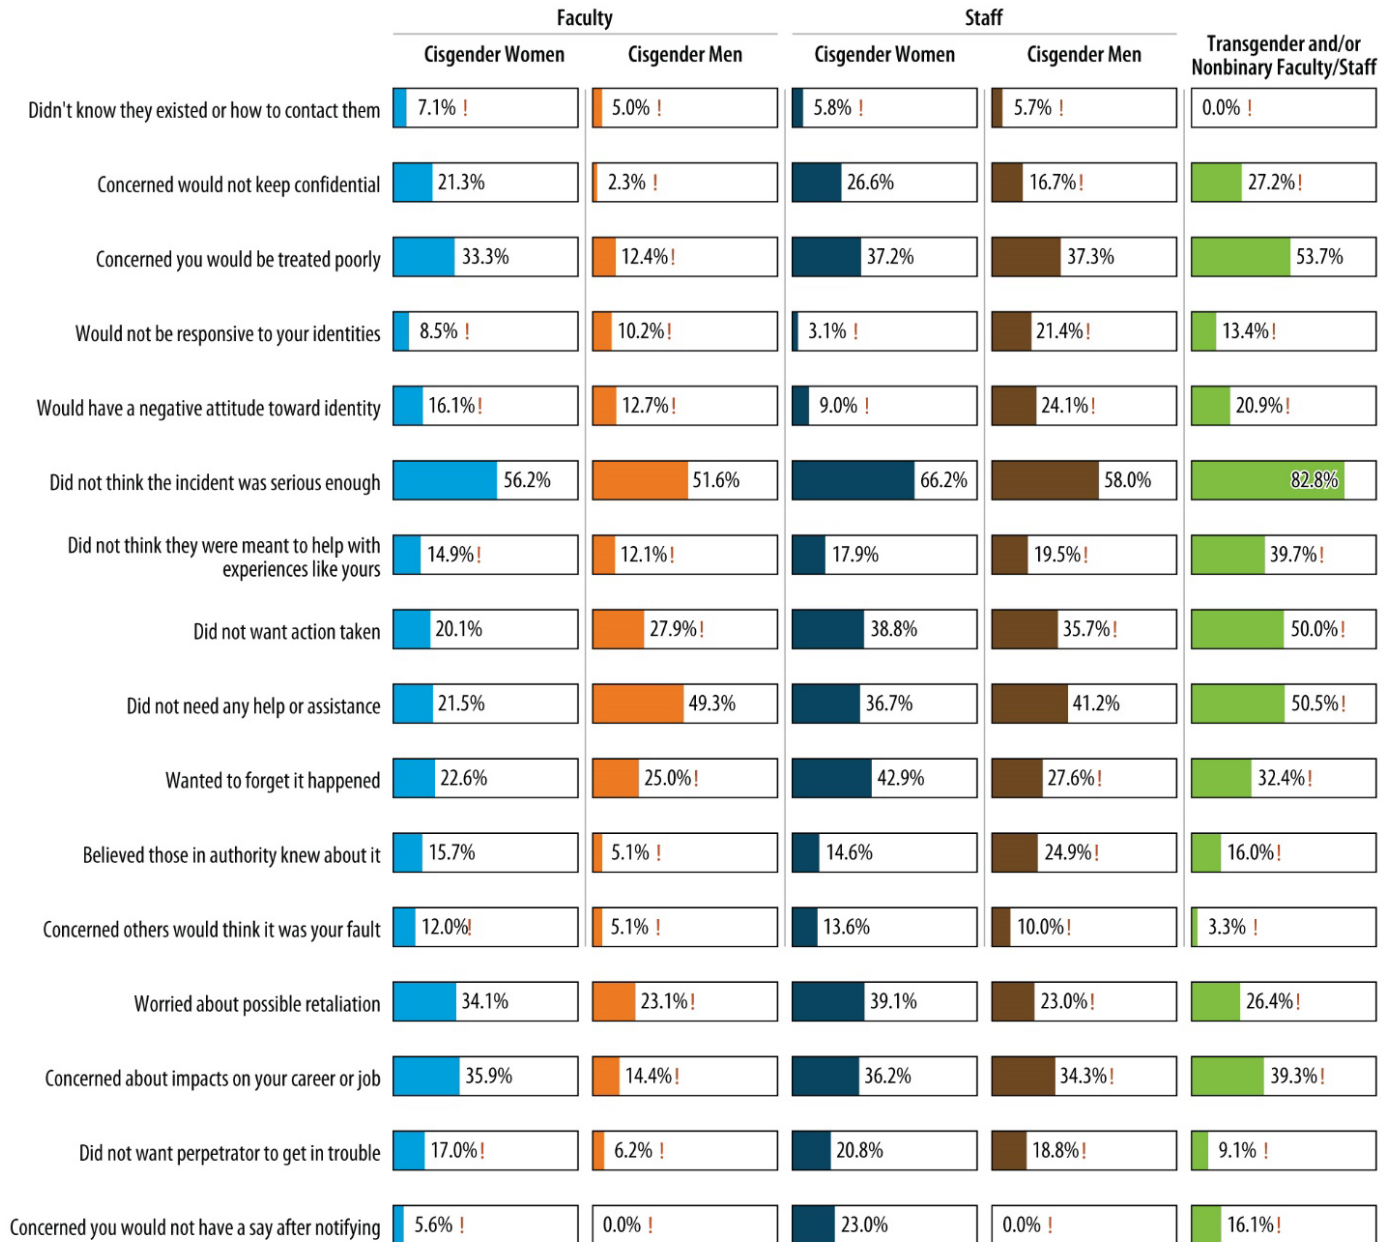 Faculty
Staff
Cisgender Women
Cisgender Men
Cisgender Women
Cisgender Men
Transgender and/or
Nonbinary Faculty/Staff
Didn't know they existed or how to contact them 7.1% ! 5.0% ! 5.8% ! 5.7% ! 0.0% !
Concerned would not keep confidential 21.3% 2.3% ! 26.6% 16.7%! 27.2%!
Concerned you would be treated poorly 33.3% 12.4%! 37.2% 37.3% 53.7%
Would not be responsive to your identities 8.5% ! 10.2%! 3.1% ! 21.4%! 13.4%!
Would have a negative attitude toward identity 16.1%! 12.7%! 9.0% ! 24.1%! 20.9%!
Did not think the incident was serious enough 56.2% 51.6% 66.2% 58.0% 82.8%
Did not think they were meant to help with
experiences like yours 14.9%! 12.1%! 17.9% 19.5%! 39.7%!
Did not want action taken 20.1% 27.9%! 38.8% 35.7%! 50.0%!
Did not need any help or assistance 21.5% 49.3% 36.7% 41.2% 50.5%!
Wanted to forget it happened 22.6% 25.0%! 42.9% 27.6%! 32.4%!
Believed those in authority knew about it 15.7% 5.1% ! 14.6% 24.9%! 16.0%!
Concerned others would think it was your fault 12.0%! 5.1% ! 13.6% 10.0%! 3.3% !
Worried about possible retaliation 34.1% 23.1%! 39.1% 23.0%! 26.4%!
Concerned about impacts on your career or job 35.9% 14.4%! 36.2% 34.3%! 39.3%!
Did not want perpetrator to get in trouble 17.0%! 6.2% ! 20.8% 18.8%! 9.1% !
Concerned you would not have a say after notifying 5.6% ! 0.0% ! 23.0% 0.0% ! 16.1%!